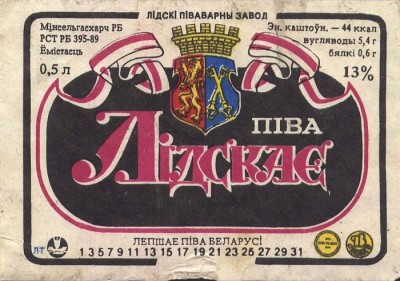 ЛІДСКІ ПІВАВАРНЫ ЗАВОД
Мінсельгасхарч РБ
РСТ РБ 395-89
Ёмістасць
0,5 л
Эн. каштоўн. — 44 ккал
вугляводы 5,4 г
бялкі 0,6 г
13%
ПІВА
ЛІДСКАЕ
ЛЕПШАЕ ПІВА БЕЛАРУСІ
Л-Т
1 3 5 7 9 11 13 15 17 19 21 23 25 27 29 31